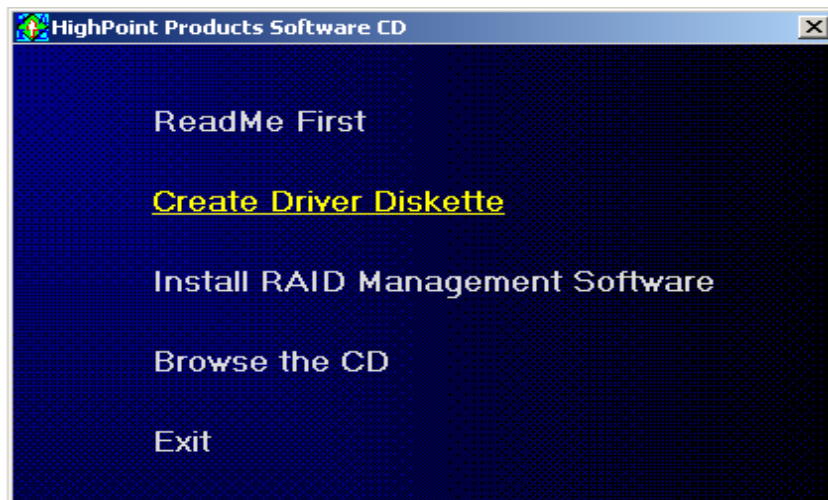 HighPoint Products Software CD
ReadMe First
Create Driver Diskette
Install RAID Management Software
Browse the CD
Exit